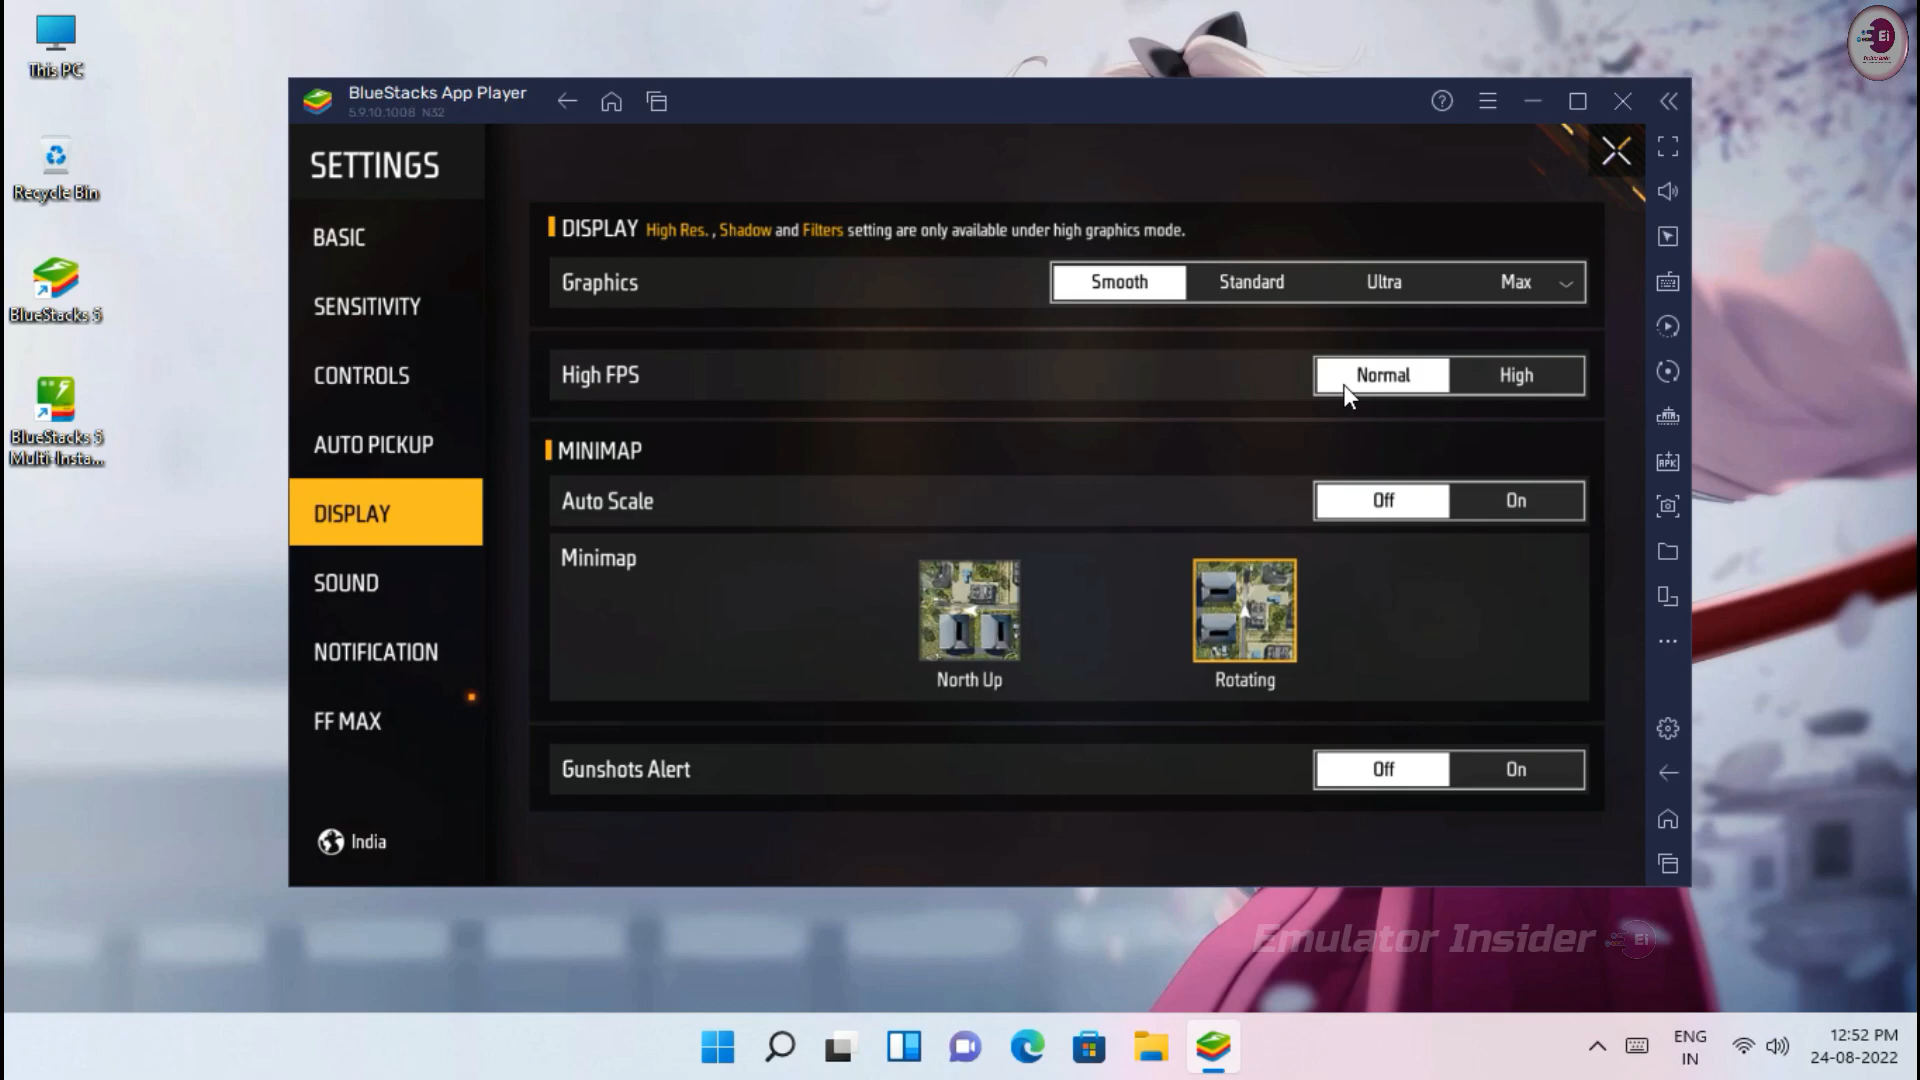 This PC
Recycle Bin
BlueStacks 5
BlueStacks 5
Multi-Insta...
Ei
BlueStacks App Player
5.9.10.1008 N32
SETTINGS
BASIC
SENSITIVITY
CONTROLS
AUTO PICKUP
DISPLAY
SOUND
NOTIFICATION
FF MAX
India
DISPLAY High Res. , Shadow and Filters setting are only available under high graphics mode.
Graphics Smooth Standard Ultra Max
High FPS Normal High
MINIMAP
Auto Scale Off On
Minimap
North Up Rotating
Gunshots Alert Off On
APK
Emulator Insider Ei
ENG
IN
12:52 PM
24-08-2022